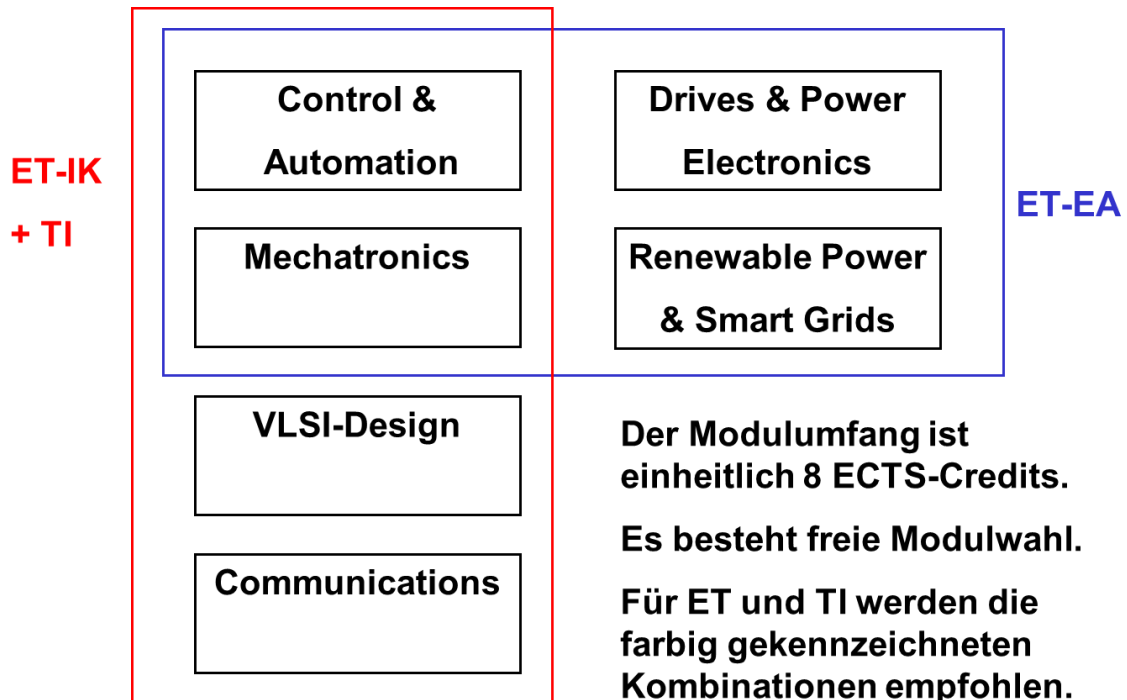 ET-IK
+ TI
Control &
Automation
Drives & Power
Electronics
ET-EA
Mechatronics
Renewable Power
& Smart Grids
VLSI-Design
Communications
Der Modulumfang ist
einheitlich 8 ECTS-Credits.
Es besteht freie Modulwahl.
Für ET und TI werden die
farbig gekennzeichneten
Kombinationen empfohlen.